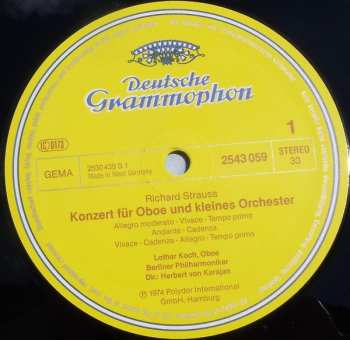 Deutsche
Grammophon
LC 0173
GEMA
2530 439 S 1
Made in West Germany
2543 059
1
STEREO
33
Richard Strauss
Konzert für Oboe und kleines Orchester
Allegro moderato - Vivace - Tempo primo
Andante - Cadenza
Vivace - Cadenza - Allegro - Tempo primo
Lothar Koch, Oboe
Berliner Philharmoniker
Dir.: Herbert von Karajan
℗ 1974 Polydor International
GmbH, Hamburg